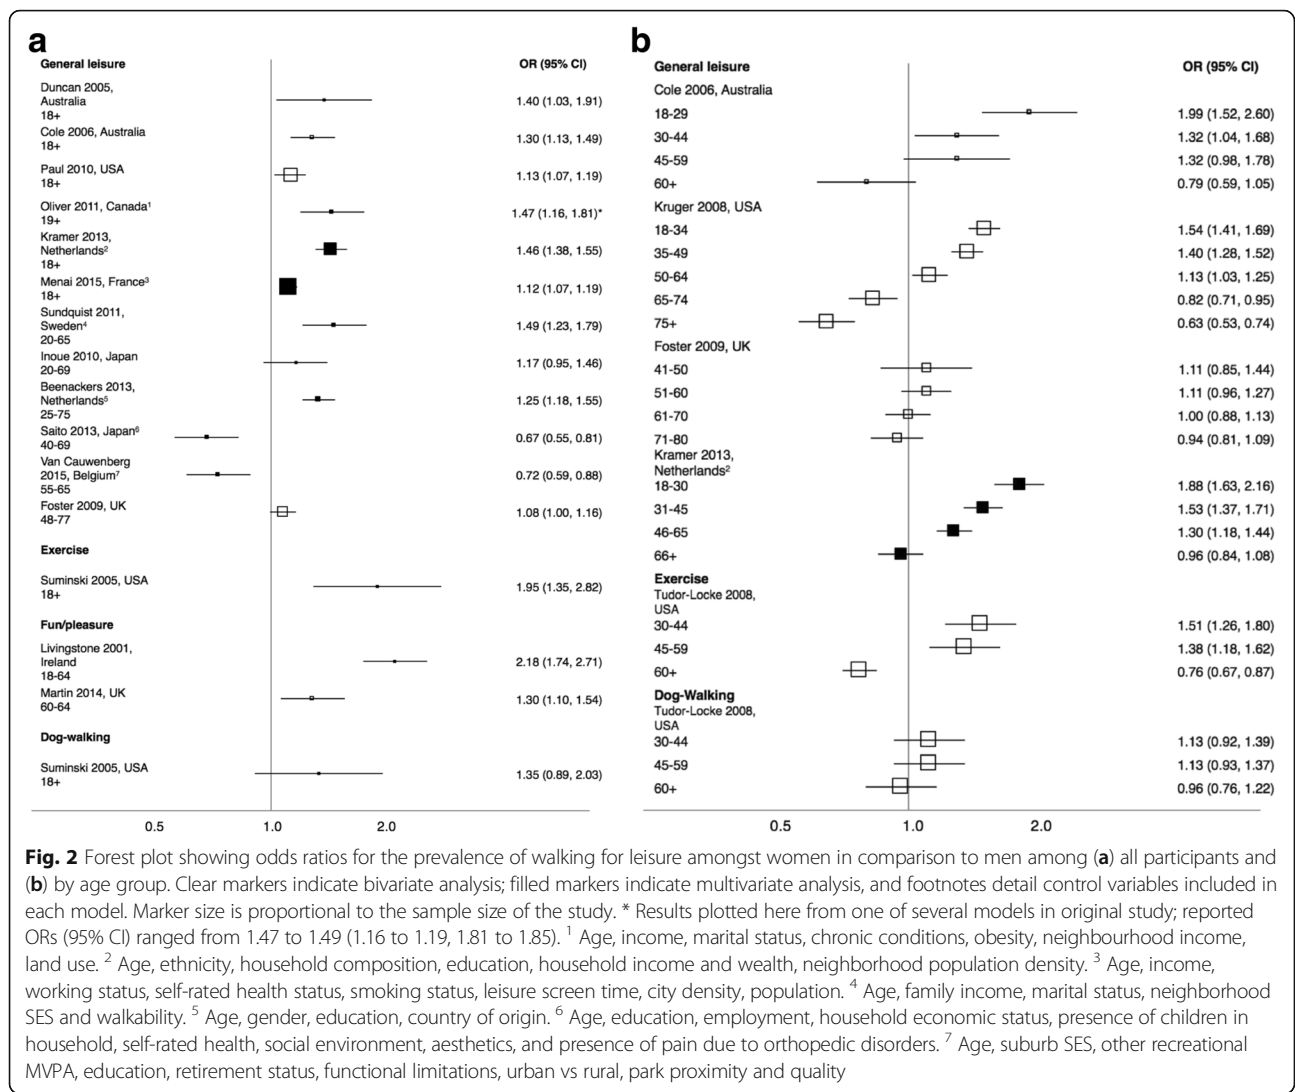 a
General leisure OR (95% CI)
Duncan 2005,
Australia 1.40 (1.03, 1.91)
18+
Cole 2006, Australia 1.30 (1.13, 1.49)
18+
Paul 2010, USA 1.13 (1.07, 1.19)
18+
Oliver 2011, Canada¹ 1.47 (1.16, 1.81)*
19+
Kramer 2013,
Netherlands² 1.46 (1.38, 1.55)
18+
Menai 2015, France³ 1.12 (1.07, 1.19)
18+
Sundquist 2011,
Sweden⁴ 1.49 (1.23, 1.79)
20-65
Inoue 2010, Japan 1.17 (0.95, 1.46)
20-69
Beenackers 2013,
Netherlands⁵ 1.25 (1.18, 1.55)
25-75
Saito 2013, Japan⁶ 0.67 (0.55, 0.81)
40-69
Van Cauwenberg
2015, Belgium⁷ 0.72 (0.59, 0.88)
55-65
Foster 2009, UK 1.08 (1.00, 1.16)
48-77
Exercise
Suminski 2005, USA 1.95 (1.35, 2.82)
18+
Fun/pleasure
Livingstone 2001,
Ireland 2.18 (1.74, 2.71)
18-64
Martin 2014, UK 1.30 (1.10, 1.54)
60-64
Dog-walking
Suminski 2005, USA 1.35 (0.89, 2.03)
18+
0.5 1.0 2.0
b
General leisure OR (95% CI)
Cole 2006, Australia
18-29 1.99 (1.52, 2.60)
30-44 1.32 (1.04, 1.68)
45-59 1.32 (0.98, 1.78)
60+ 0.79 (0.59, 1.05)
Kruger 2008, USA
18-34 1.54 (1.41, 1.69)
35-49 1.40 (1.28, 1.52)
50-64 1.13 (1.03, 1.25)
65-74 0.82 (0.71, 0.95)
75+ 0.63 (0.53, 0.74)
Foster 2009, UK
41-50 1.11 (0.85, 1.44)
51-60 1.11 (0.96, 1.27)
61-70 1.00 (0.88, 1.13)
71-80 0.94 (0.81, 1.09)
Kramer 2013,
Netherlands²
18-30 1.88 (1.63, 2.16)
31-45 1.53 (1.37, 1.71)
46-65 1.30 (1.18, 1.44)
66+ 0.96 (0.84, 1.08)
Exercise
Tudor-Locke 2008,
USA
30-44 1.51 (1.26, 1.80)
45-59 1.38 (1.18, 1.62)
60+ 0.76 (0.67, 0.87)
Dog-Walking
Tudor-Locke 2008,
USA
30-44 1.13 (0.92, 1.39)
45-59 1.13 (0.93, 1.37)
60+ 0.96 (0.76, 1.22)
0.5 1.0 2.0
Fig. 2 Forest plot showing odds ratios for the prevalence of walking for leisure amongst women in comparison to men among (a) all participants and
(b) by age group. Clear markers indicate bivariate analysis; filled markers indicate multivariate analysis, and footnotes detail control variables included in
each model. Marker size is proportional to the sample size of the study. * Results plotted here from one of several models in original study; reported
ORs (95% CI) ranged from 1.47 to 1.49 (1.16 to 1.19, 1.81 to 1.85). ¹ Age, income, marital status, chronic conditions, obesity, neighbourhood income,
land use. ² Age, ethnicity, household composition, education, household income and wealth, neighborhood population density. ³ Age, income,
working status, self-rated health status, smoking status, leisure screen time, city density, population. ⁴ Age, family income, marital status, neighborhood
SES and walkability. ⁵ Age, gender, education, country of origin. ⁶ Age, education, employment, household economic status, presence of children in
household, self-rated health, social environment, aesthetics, and presence of pain due to orthopedic disorders. ⁷ Age, suburb SES, other recreational
MVPA, education, retirement status, functional limitations, urban vs rural, park proximity and quality